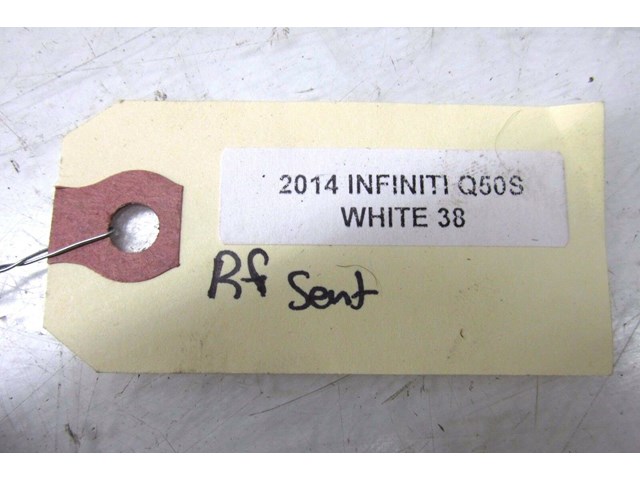 2014 INFINITI Q50S
WHITE 38
Rf Sent